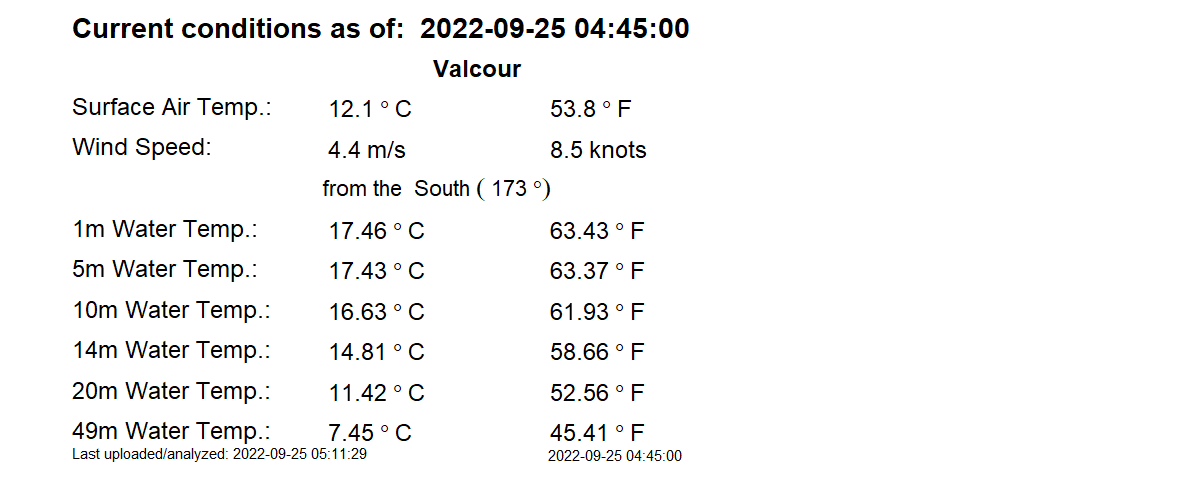 Current conditions as of: 2022-09-25 04:45:00
Valcour
Surface Air Temp.: 12.1 ° C 53.8 ° F
Wind Speed: 4.4 m/s 8.5 knots
from the South ( 173 °)
1m Water Temp.: 17.46 ° C 63.43 ° F
5m Water Temp.: 17.43 ° C 63.37 ° F
10m Water Temp.: 16.63 ° C 61.93 ° F
14m Water Temp.: 14.81 ° C 58.66 ° F
20m Water Temp.: 11.42 ° C 52.56 ° F
49m Water Temp.: 7.45 ° C 45.41 ° F
Last uploaded/analyzed: 2022-09-25 05:11:29 2022-09-25 04:45:00